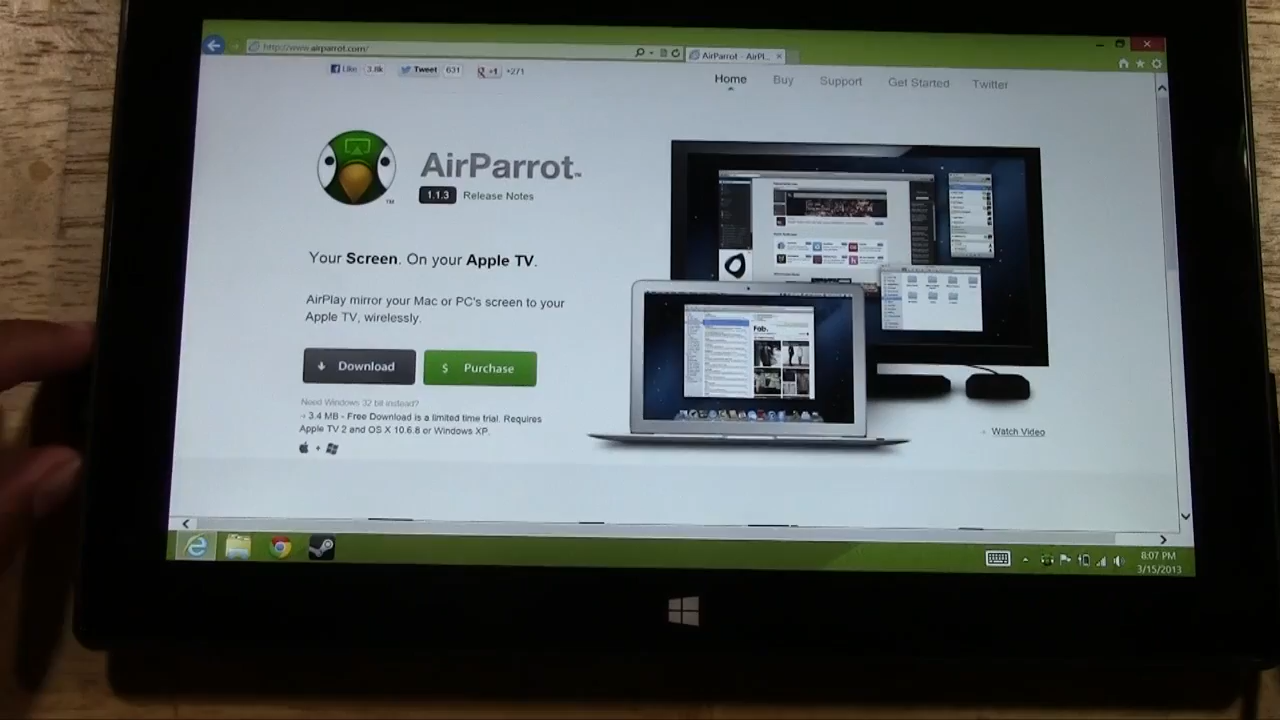 http://www.airparrot.com/
AirParrot - AirPl...
Like 3.8k Tweet 631 +1 +271
Home Buy Support Get Started Twitter
AirParrot™
1.1.3 Release Notes
Your Screen. On your Apple TV.
AirPlay mirror your Mac or PC's screen to your
Apple TV, wirelessly.
Download $ Purchase
Need Windows 32 bit instead?
3.4 MB - Free Download is a limited time trial. Requires
Apple TV 2 and OS X 10.6.8 or Windows XP.
+
Watch Video
Fab.
8:07 PM
3/15/2013